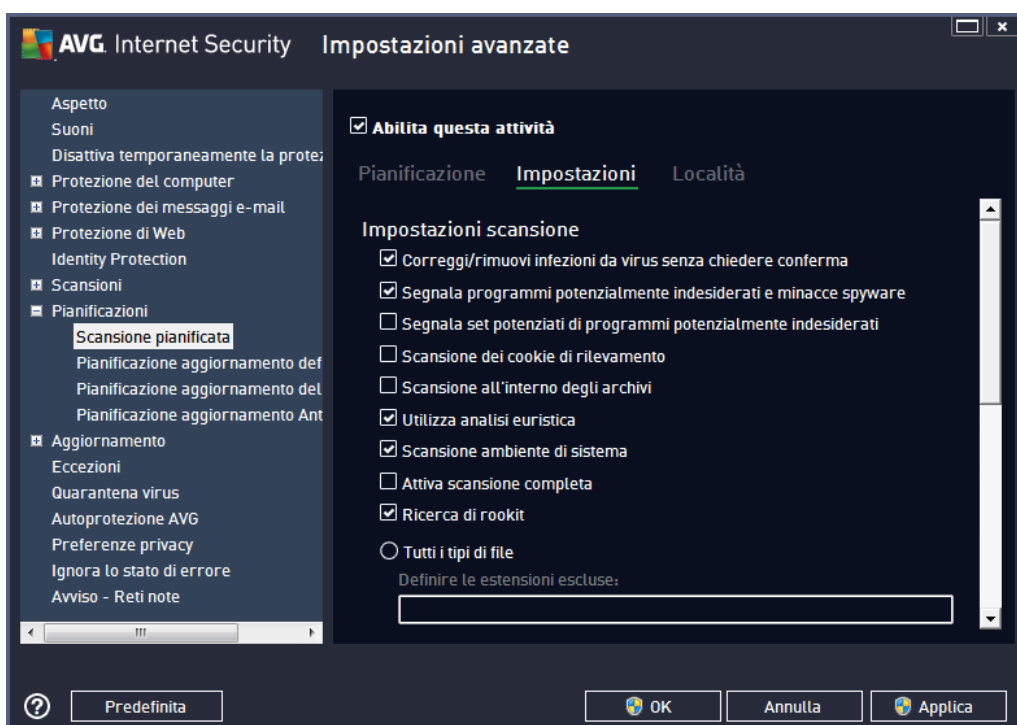 AVG. Internet Security Impostazioni avanzate
Aspetto
Suoni
Disattiva temporaneamente la
Protezione del computer
Protezione dei messaggi e-mail
Protezione di Web
Identity Protection
Scansioni
Pianificazioni
Scansione pianificata
Pianificazione aggiornamento def
Pianificazione aggiornamento del
Pianificazione aggiornamento Ant
Aggiornamento
Eccezioni
Quarantena virus
Autoprotezione AVG
Preferenze privacy
Ignora lo stato di errore
Avviso - Reti note
Abilita questa attività
Pianificazione Impostazioni Località
Impostazioni scansione
Correggi/rimuovi infezioni da virus senza chiedere conferma
Segnala programmi potenzialmente indesiderati e minacce spyware
Segnala set potenziati di programmi potenzialmente indesiderati
Scansione dei cookie di rilevamento
Scansione all'interno degli archivi
Utilizza analisi euristica
Scansione ambiente di sistema
Attiva scansione completa
Ricerca di rookit
Tutti i tipi di file
Definire le estensioni escluse:
Predefinita OK Annulla Applica